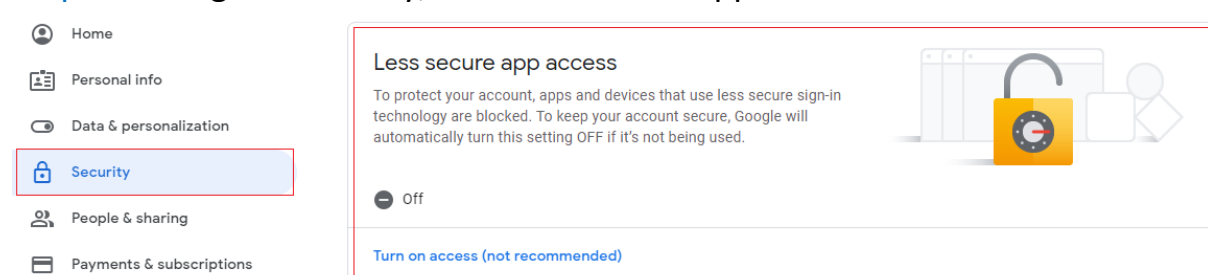 Home
Personal info
Data & personalization
Security
People & sharing
Payments & subscriptions
Less secure app access
To protect your account, apps and devices that use less secure sign-in
technology are blocked. To keep your account secure, Google will
automatically turn this setting OFF if it's not being used.
Off
Turn on access (not recommended)